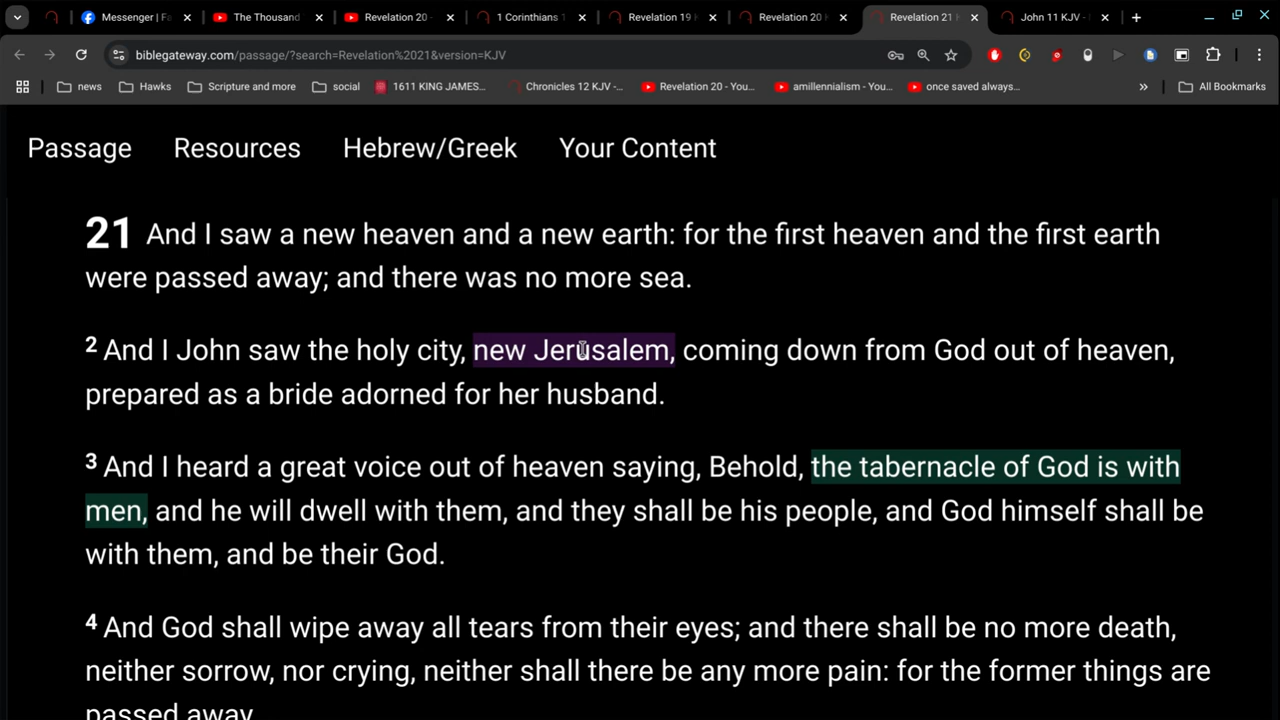 Messenger | Fa
The Thousand
Revelation 20 -
1 Corinthians 1
Revelation 19 K
Revelation 20 K
Revelation 21 K
John 11 KJV -
biblegateway.com/passage/?search=Revelation%2021&version=KJV
news
Hawks
Scripture and more
social
1611 KING JAMES...
Chronicles 12 KJV -...
Revelation 20 - You...
amillennialism - You...
once saved always...
»
All Bookmarks
Passage Resources Hebrew/Greek Your Content
21 And I saw a new heaven and a new earth: for the first heaven and the first earth
were passed away; and there was no more sea.
2 And I John saw the holy city, new Jerusalem, coming down from God out of heaven,
prepared as a bride adorned for her husband.
3 And I heard a great voice out of heaven saying, Behold, the tabernacle of God is with
men, and he will dwell with them, and they shall be his people, and God himself shall be
with them, and be their God.
4 And God shall wipe away all tears from their eyes; and there shall be no more death,
neither sorrow, nor crying, neither shall there be any more pain: for the former things are
passed away.